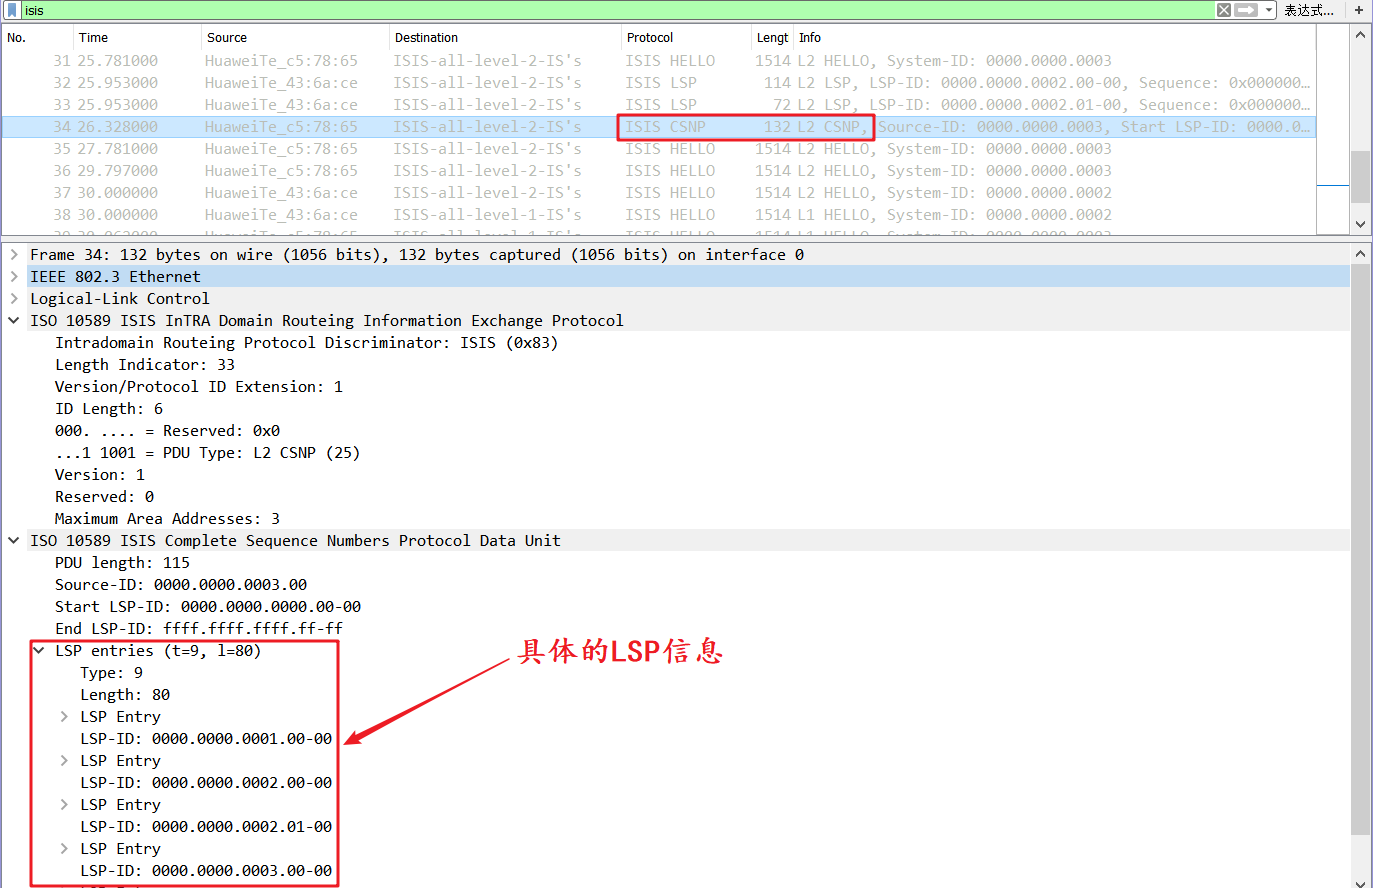 isis 表达式... +
No. Time Source Destination Protocol Lengt Info
31 25.781000 HuaweiTe_c5:78:65 ISIS-all-level-2-IS's ISIS HELLO 1514 L2 HELLO, System-ID: 0000.0000.0003
32 25.953000 HuaweiTe_43:6a:ce ISIS-all-level-2-IS's ISIS LSP 114 L2 LSP, LSP-ID: 0000.0000.0002.00-00, Sequence: 0x000000...
33 25.953000 HuaweiTe_43:6a:ce ISIS-all-level-2-IS's ISIS LSP 72 L2 LSP, LSP-ID: 0000.0000.0002.01-00, Sequence: 0x000000...
34 26.328000 HuaweiTe_c5:78:65 ISIS-all-level-2-IS's ISIS CSNP 132 L2 CSNP, Source-ID: 0000.0000.0003, Start LSP-ID: 0000.0...
35 27.781000 HuaweiTe_c5:78:65 ISIS-all-level-2-IS's ISIS HELLO 1514 L2 HELLO, System-ID: 0000.0000.0003
36 29.797000 HuaweiTe_c5:78:65 ISIS-all-level-2-IS's ISIS HELLO 1514 L2 HELLO, System-ID: 0000.0000.0003
37 30.000000 HuaweiTe_43:6a:ce ISIS-all-level-2-IS's ISIS HELLO 1514 L2 HELLO, System-ID: 0000.0000.0002
38 30.000000 HuaweiTe_43:6a:ce ISIS-all-level-1-IS's ISIS HELLO 1514 L1 HELLO, System-ID: 0000.0000.0002
Frame 34: 132 bytes on wire (1056 bits), 132 bytes captured (1056 bits) on interface 0
IEEE 802.3 Ethernet
Logical-Link Control
ISO 10589 ISIS InTRA Domain Routeing Information Exchange Protocol
Intradomain Routeing Protocol Discriminator: ISIS (0x83)
Length Indicator: 33
Version/Protocol ID Extension: 1
ID Length: 6
000. .... = Reserved: 0x0
...1 1001 = PDU Type: L2 CSNP (25)
Version: 1
Reserved: 0
Maximum Area Addresses: 3
ISO 10589 ISIS Complete Sequence Numbers Protocol Data Unit
PDU length: 115
Source-ID: 0000.0000.0003.00
Start LSP-ID: 0000.0000.0000.00-00
End LSP-ID: ffff.ffff.ffff.ff-ff
LSP entries (t=9, l=80)
具体的LSP信息
Type: 9
Length: 80
LSP Entry
LSP-ID: 0000.0000.0001.00-00
LSP Entry
LSP-ID: 0000.0000.0002.00-00
LSP Entry
LSP-ID: 0000.0000.0002.01-00
LSP Entry
LSP-ID: 0000.0000.0003.00-00